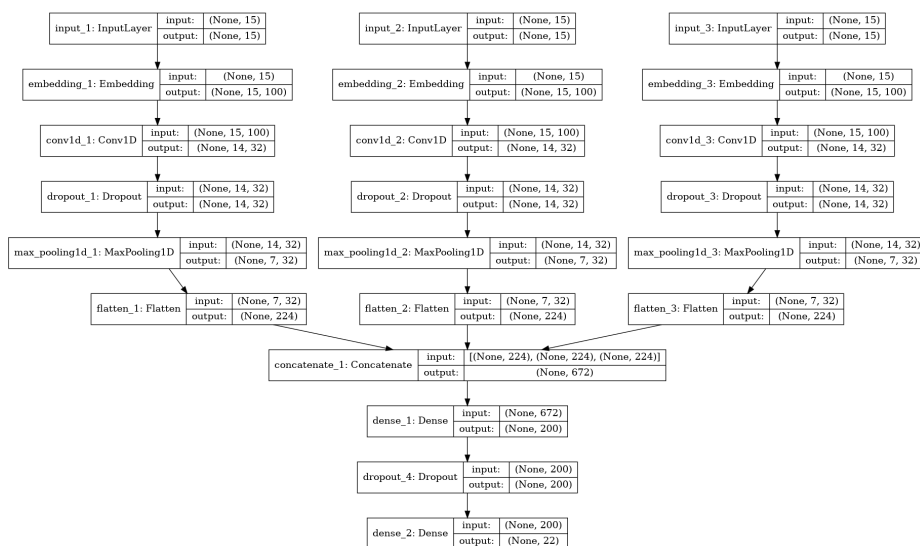 input_1: InputLayer input: (None, 15)
output: (None, 15)
input_2: InputLayer input: (None, 15)
output: (None, 15)
input_3: InputLayer input: (None, 15)
output: (None, 15)
embedding_1: Embedding input: (None, 15)
output: (None, 15, 100)
embedding_2: Embedding input: (None, 15)
output: (None, 15, 100)
embedding_3: Embedding input: (None, 15)
output: (None, 15, 100)
conv1d_1: Conv1D input: (None, 15, 100)
output: (None, 14, 32)
conv1d_2: Conv1D input: (None, 15, 100)
output: (None, 14, 32)
conv1d_3: Conv1D input: (None, 15, 100)
output: (None, 14, 32)
dropout_1: Dropout input: (None, 14, 32)
output: (None, 14, 32)
dropout_2: Dropout input: (None, 14, 32)
output: (None, 14, 32)
dropout_3: Dropout input: (None, 14, 32)
output: (None, 14, 32)
max_pooling1d_1: MaxPooling1D input: (None, 14, 32)
output: (None, 7, 32)
max_pooling1d_2: MaxPooling1D input: (None, 14, 32)
output: (None, 7, 32)
max_pooling1d_3: MaxPooling1D input: (None, 14, 32)
output: (None, 7, 32)
flatten_1: Flatten input: (None, 7, 32)
output: (None, 224)
flatten_2: Flatten input: (None, 7, 32)
output: (None, 224)
flatten_3: Flatten input: (None, 7, 32)
output: (None, 224)
concatenate_1: Concatenate input: [(None, 224), (None, 224), (None, 224)]
output: (None, 672)
dense_1: Dense input: (None, 672)
output: (None, 200)
dropout_4: Dropout input: (None, 200)
output: (None, 200)
dense_2: Dense input: (None, 200)
output: (None, 22)